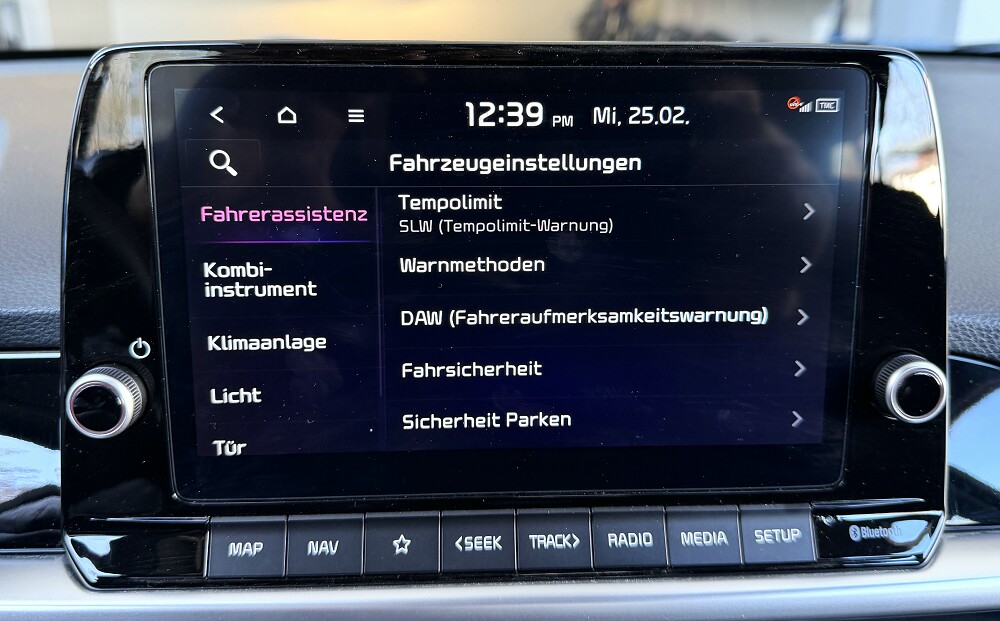 12:39 PM Mi, 25.02.
TMC
Fahrzeugeinstellungen
Fahrerassistenz
Kombi-
instrument
Klimaanlage
Licht
Tür
Tempolimit
SLW (Tempolimit-Warnung)
Warnmethoden
DAW (Fahreraufmerksamkeitswarnung)
Fahrsicherheit
Sicherheit Parken
MAP NAV <SEEK TRACK> RADIO MEDIA SETUP
Bluetooth